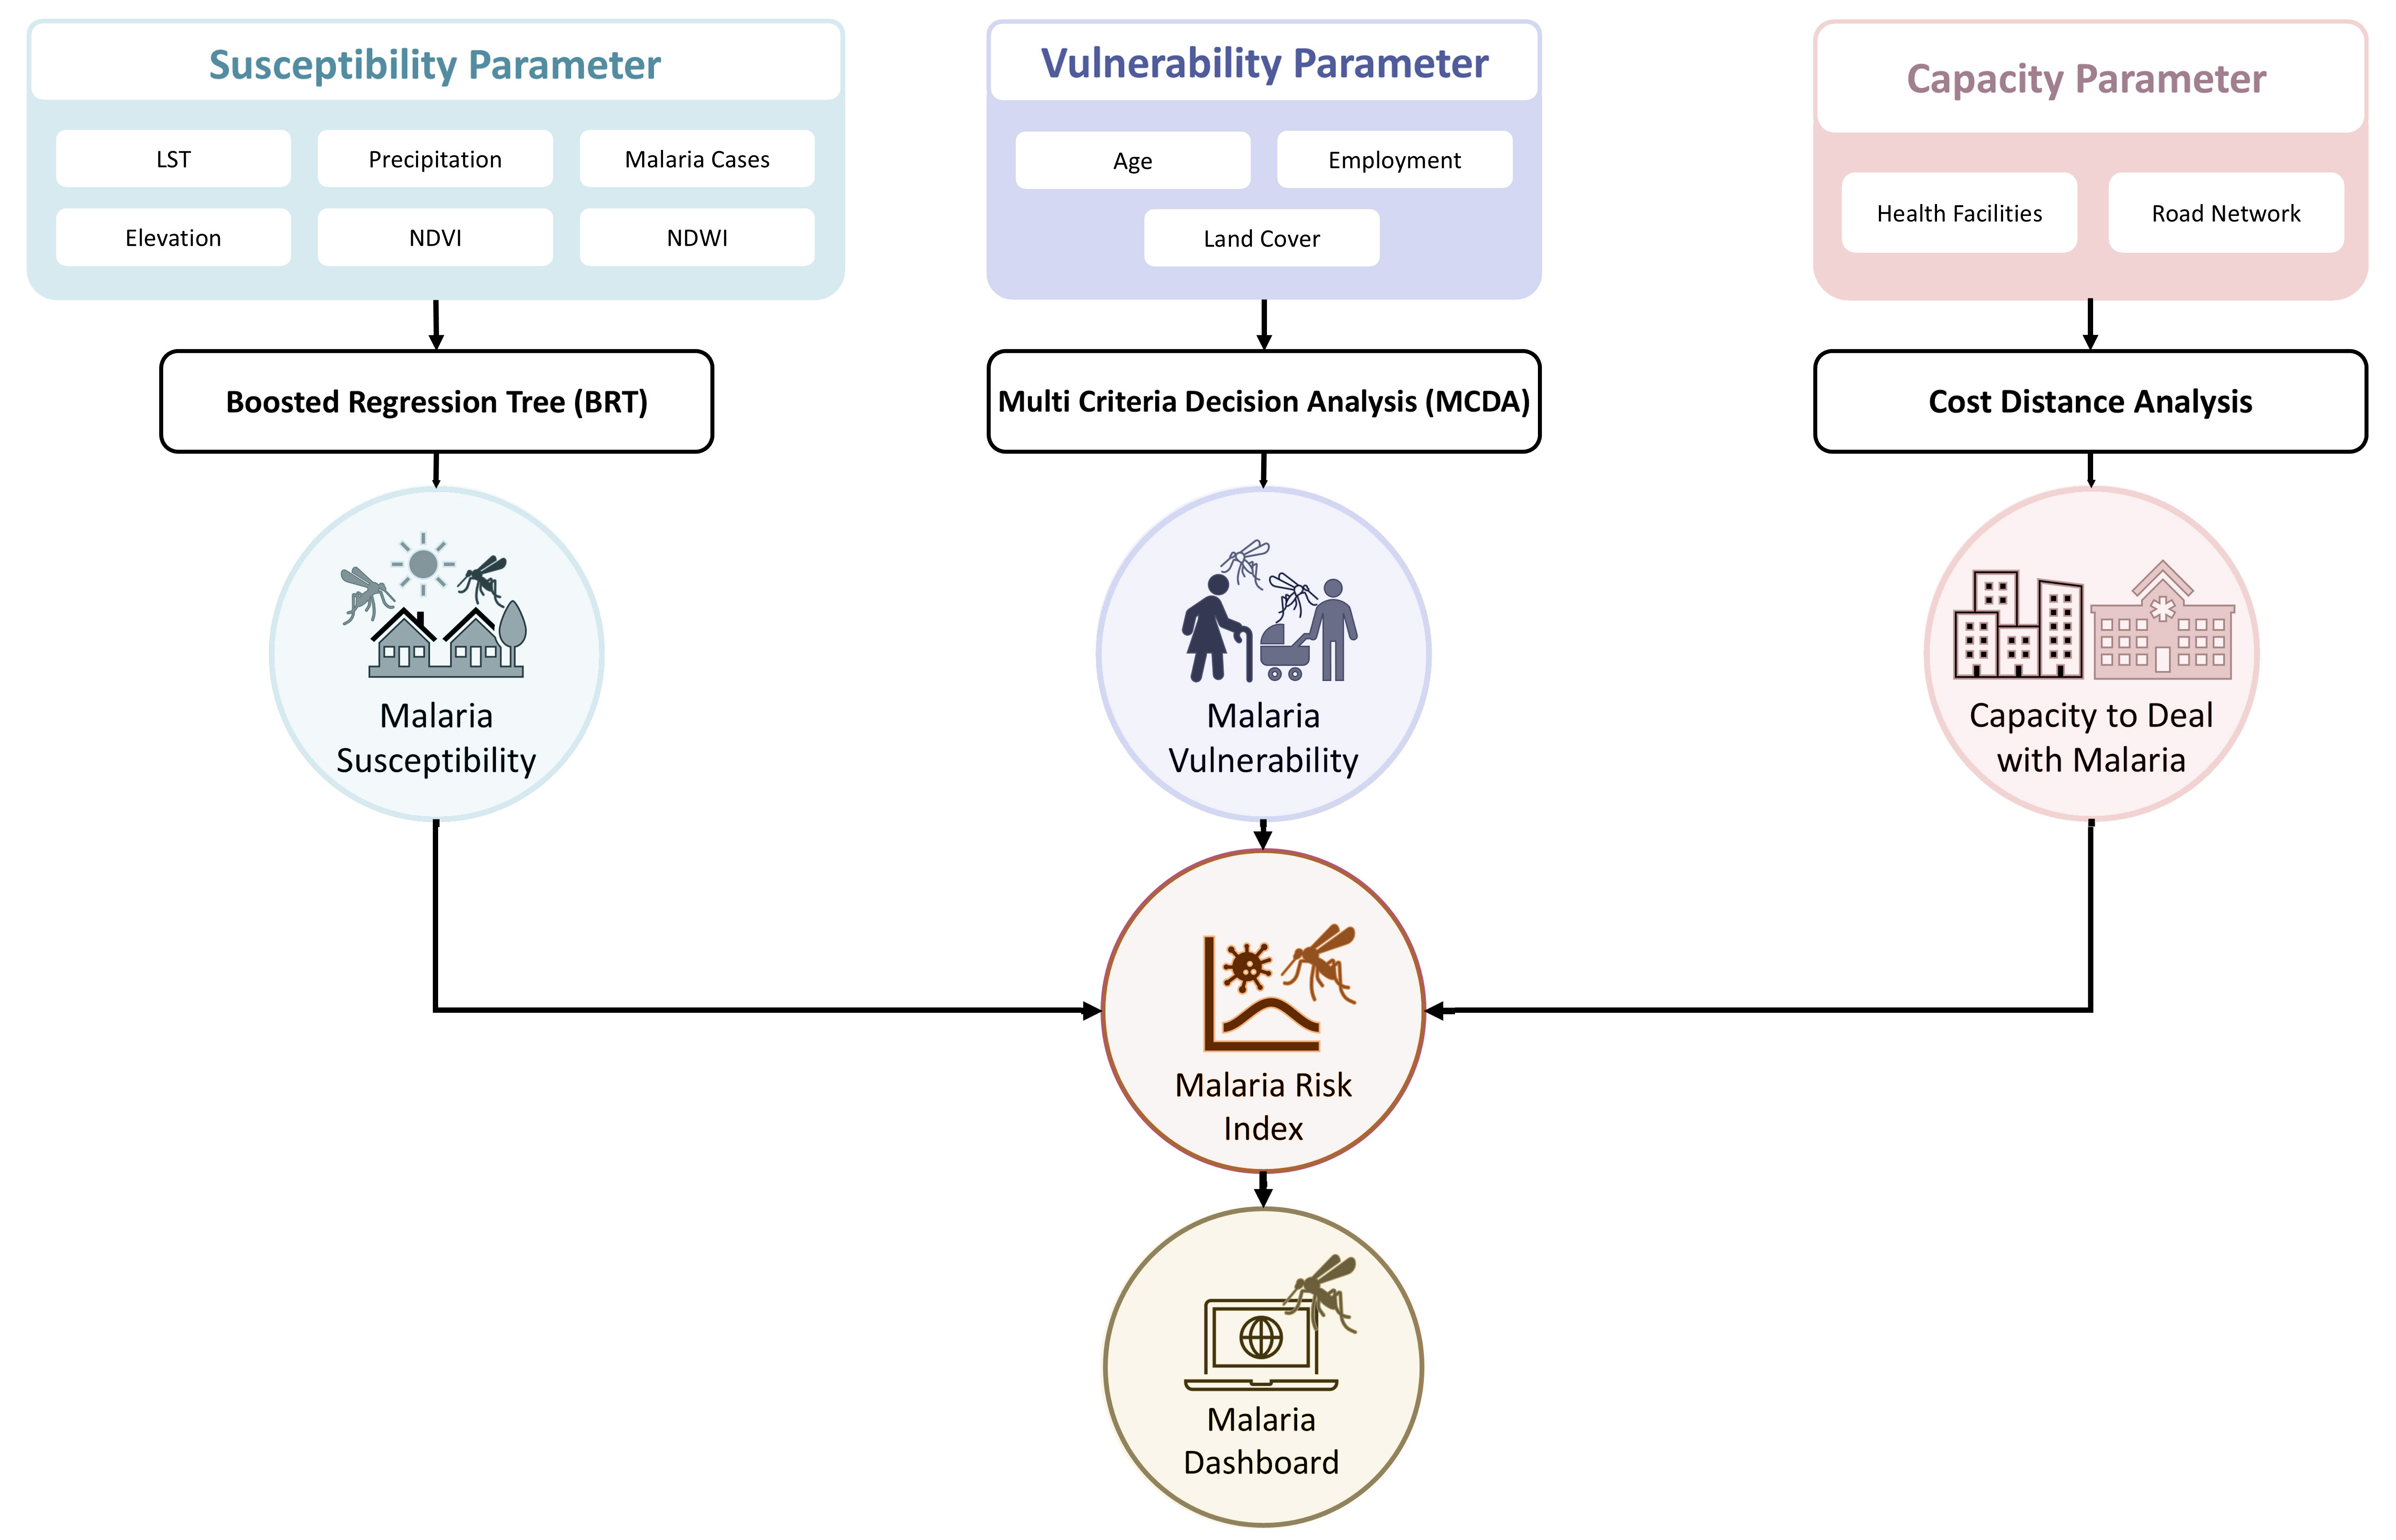 Susceptibility Parameter
LST
Precipitation
Malaria Cases
Elevation
NDVI
NDWI
Boosted Regression Tree (BRT)
Malaria
Susceptibility
Vulnerability Parameter
Age
Employment
Land Cover
Multi Criteria Decision Analysis (MCDA)
Malaria
Vulnerability
Capacity Parameter
Health Facilities
Road Network
Cost Distance Analysis
Capacity to Deal
with Malaria
Malaria Risk
Index
Malaria
Dashboard